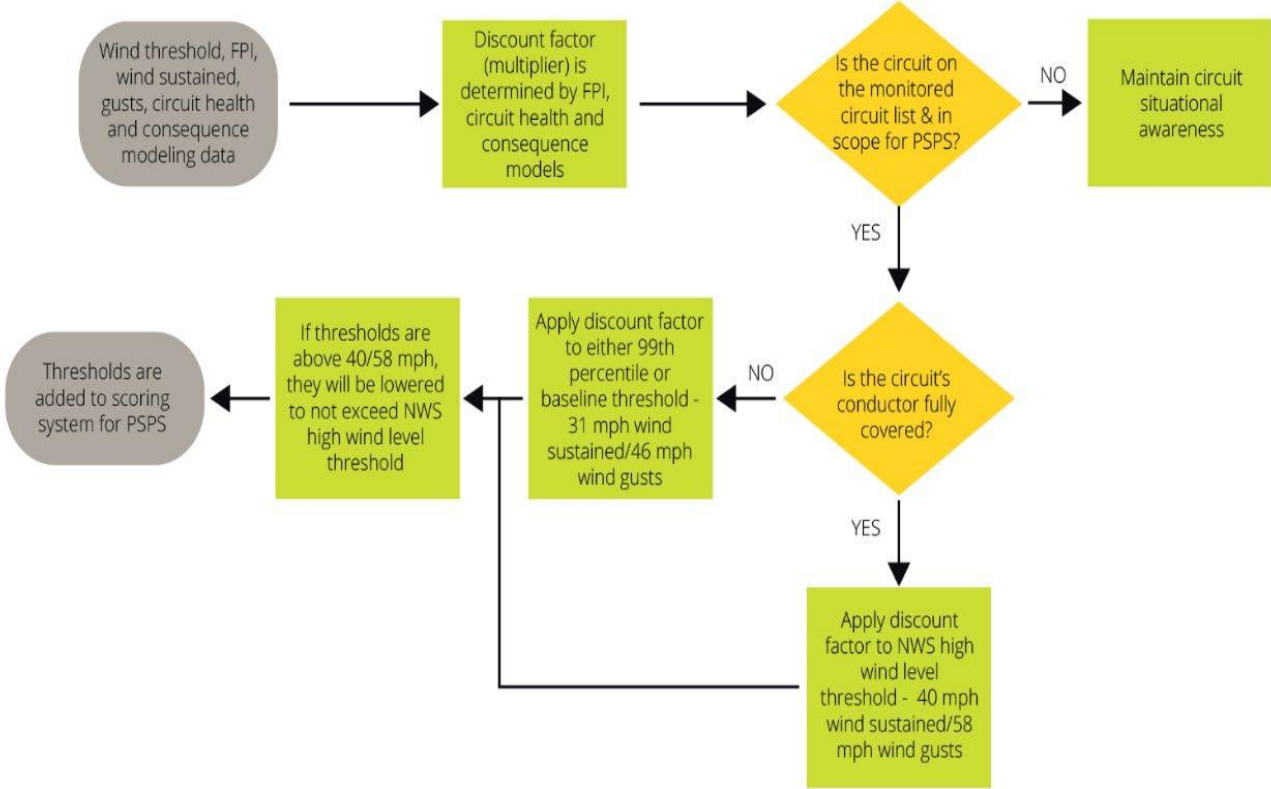 Wind threshold, FPI,
wind sustained,
gusts, circuit health
and consequence
modeling data
Discount factor
(multiplier) is
determined by FPI,
circuit health and
consequence
models
Is the circuit on
the monitored
circuit list & in
scope for PSPS?
NO
Maintain circuit
situational
awareness
YES
Is the circuit’s
conductor fully
covered?
NO
Apply discount factor
to either 99th
percentile or
baseline threshold -
31 mph wind
sustained/46 mph
wind gusts
If thresholds are
above 40/58 mph,
they will be lowered
to not exceed NWS
high wind level
threshold
Thresholds are
added to scoring
system for PSPS
YES
Apply discount
factor to NWS high
wind level
threshold - 40 mph
wind sustained/58
mph wind gusts